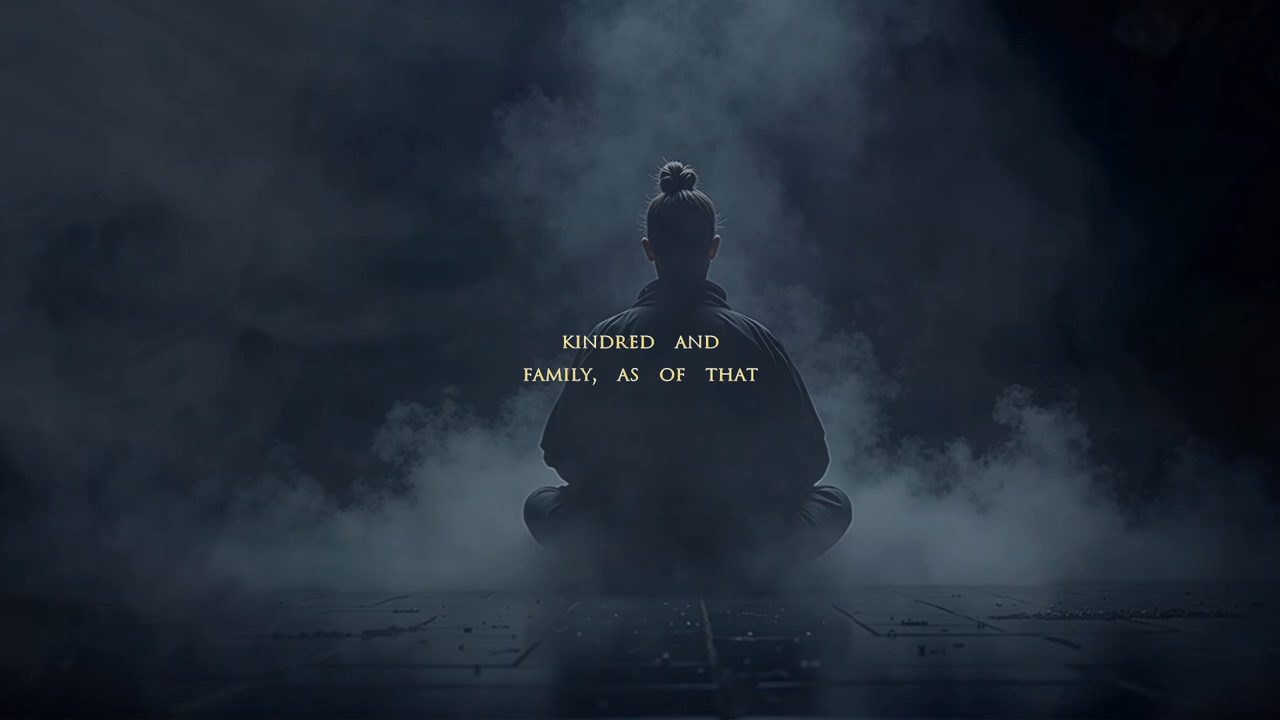 KINDRED AND
FAMILY, AS OF THAT